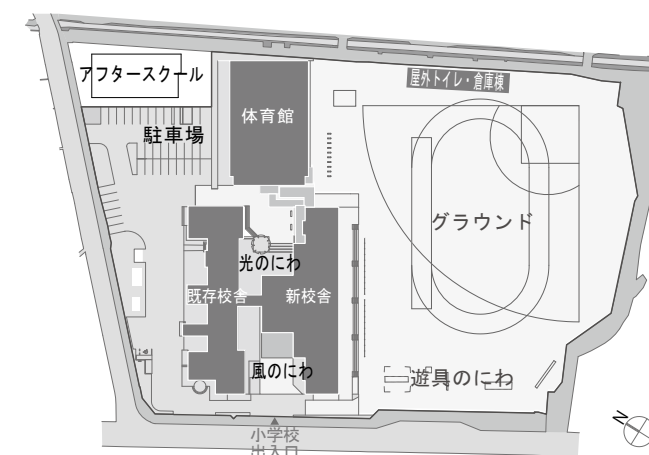 アフタースクール
屋外トイレ・倉庫棟
体育館
駐車場
グラウンド
光のにわ
既存校舎
新校舎
風のにわ
遊具のにわ
小学校
出入口
N